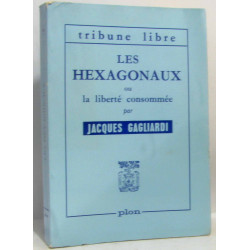 tribune libre
LES
HEXAGONAUX
ou
la liberté consommée
par
JACQUES GAGLIARDI
plon